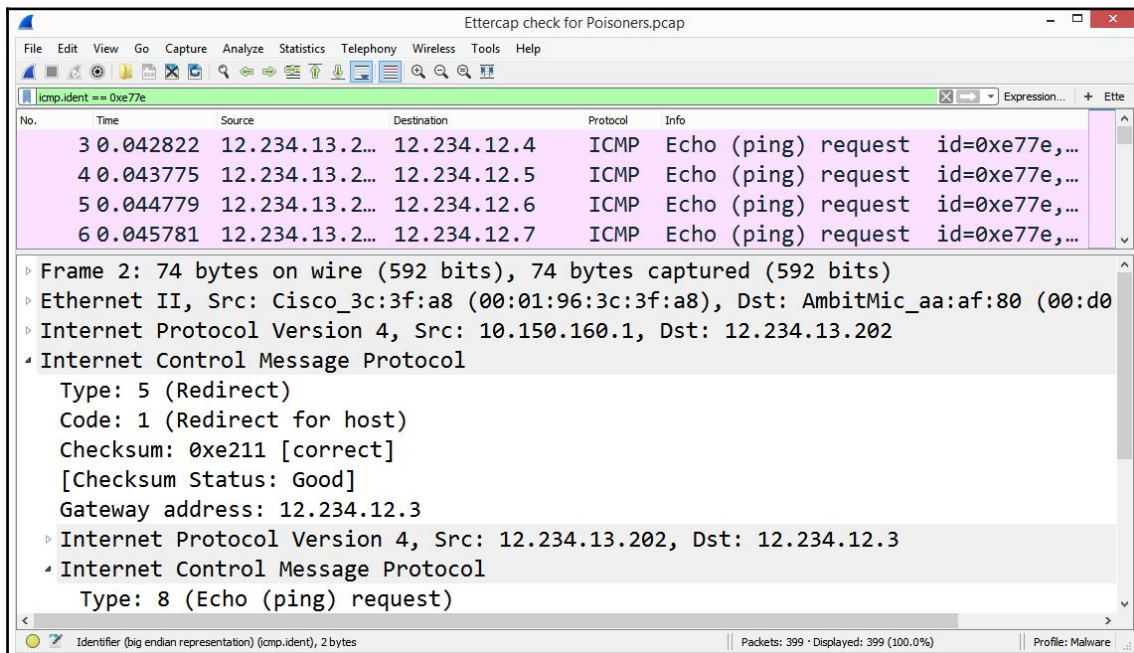 Ettercap check for Poisoners.pcap
File Edit View Go Capture Analyze Statistics Telephony Wireless Tools Help
icmp.ident == 0xe77e Expression... + Ette
No. Time Source Destination Protocol Info
3 0.042822 12.234.13.2… 12.234.12.4 ICMP Echo (ping) request id=0xe77e,…
4 0.043775 12.234.13.2… 12.234.12.5 ICMP Echo (ping) request id=0xe77e,…
5 0.044779 12.234.13.2… 12.234.12.6 ICMP Echo (ping) request id=0xe77e,…
6 0.045781 12.234.13.2… 12.234.12.7 ICMP Echo (ping) request id=0xe77e,…
Frame 2: 74 bytes on wire (592 bits), 74 bytes captured (592 bits)
Ethernet II, Src: Cisco_3c:3f:a8 (00:01:96:3c:3f:a8), Dst: AmbitMic_aa:af:80 (00:d0
Internet Protocol Version 4, Src: 10.150.160.1, Dst: 12.234.13.202
Internet Control Message Protocol
Type: 5 (Redirect)
Code: 1 (Redirect for host)
Checksum: 0xe211 [correct]
[Checksum Status: Good]
Gateway address: 12.234.12.3
Internet Protocol Version 4, Src: 12.234.13.202, Dst: 12.234.12.3
Internet Control Message Protocol
Type: 8 (Echo (ping) request)
Identifier (big endian representation) (icmp.ident), 2 bytes Packets: 399 · Displayed: 399 (100.0%) Profile: Malware